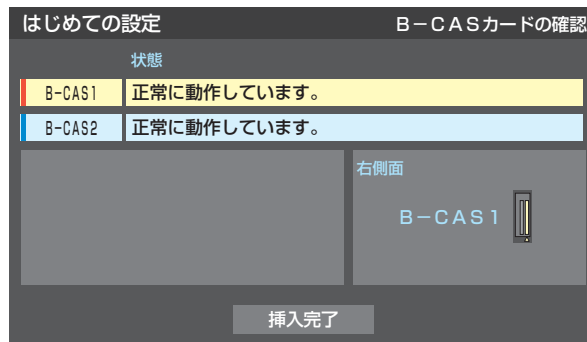 はじめての設定 B－CASカードの確認
状態
B-CAS1 正常に動作しています。
B-CAS2 正常に動作しています。
右側面
B－CAS1
挿入完了